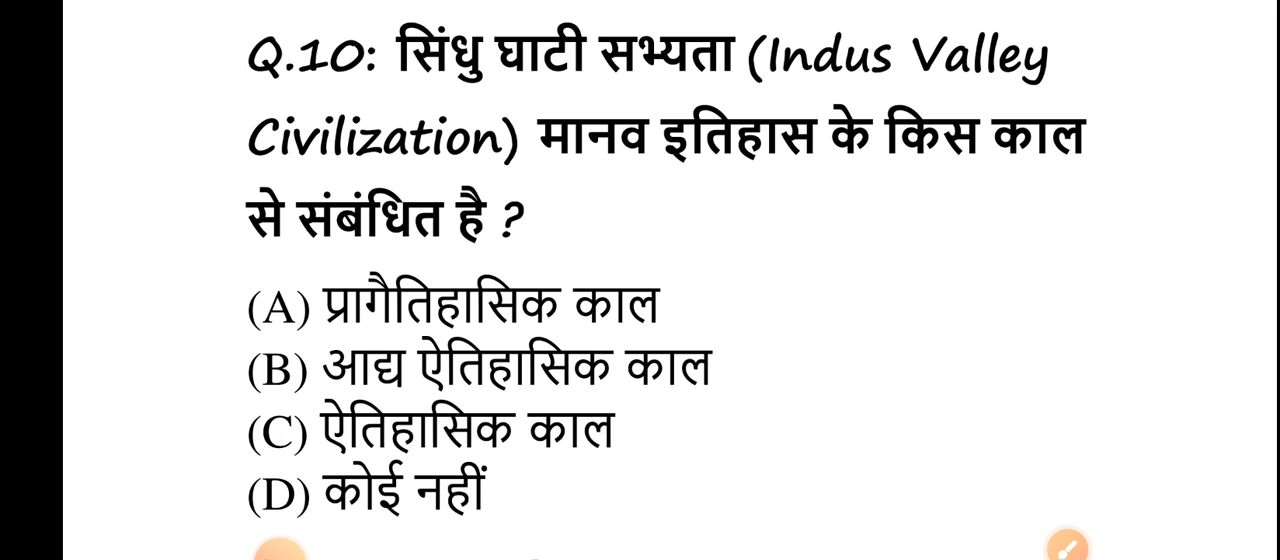 Q.10: सिंधु घाटी सभ्यता (Indus Valley
Civilization) मानव इतिहास के किस काल
से संबंधित है ?
(A) प्रागैतिहासिक काल
(B) आद्य ऐतिहासिक काल
(C) ऐतिहासिक काल
(D) कोई नहीं